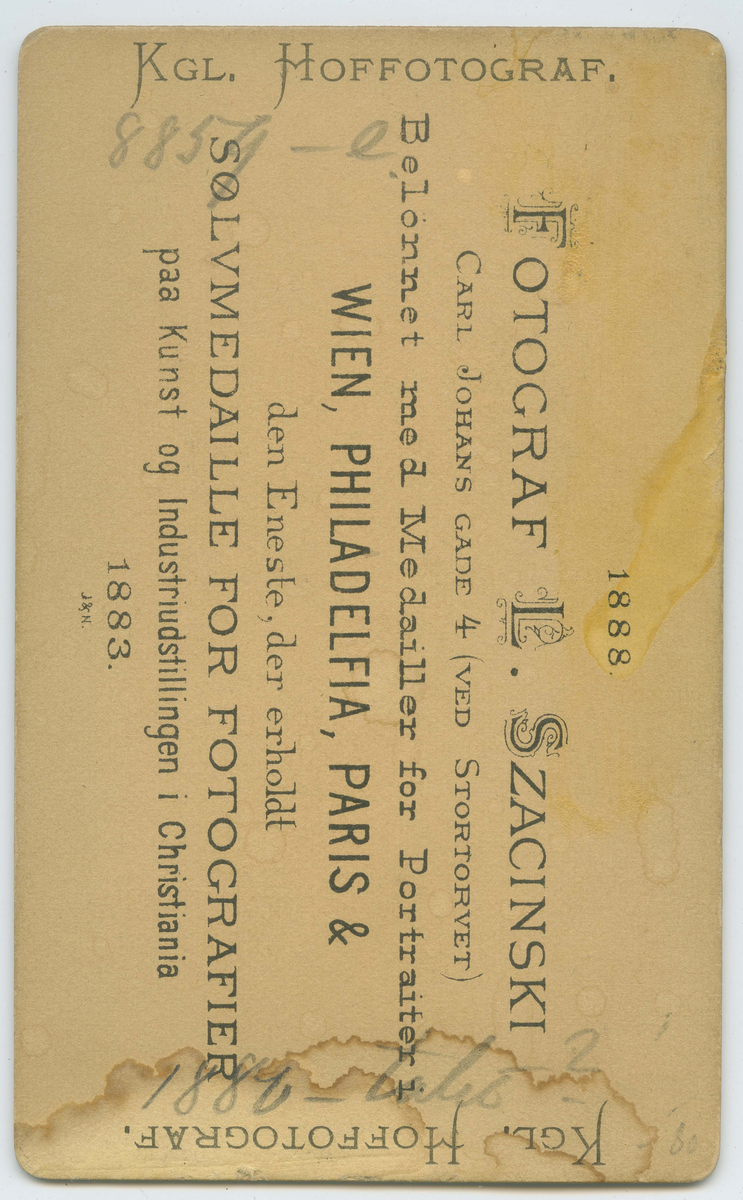 KGL. HOFFOTOGRAF.
1888.
FOTOGRAF L. SZACINSKI
CARL JOHANS GADE 4 (VED STORTORVET)
Belönnet med Medailler for Portraiter i
WIEN, PHILADELFIA, PARIS &
den Eneste, der erholdt
SØLVMEDAILLE FOR FOTOGRAFIER
paa Kunst og Industriudstillingen i Christiania
1883.
J & N.
KGL. HOFFOTOGRAF.